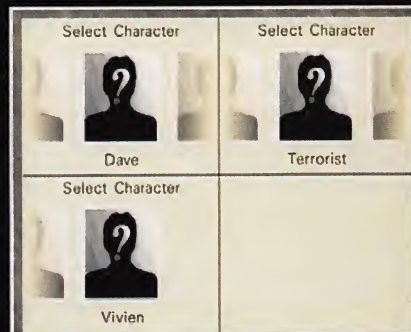 Select Character
?
Dave
Select Character
?
Terrorist
Select Character
?
Vivien